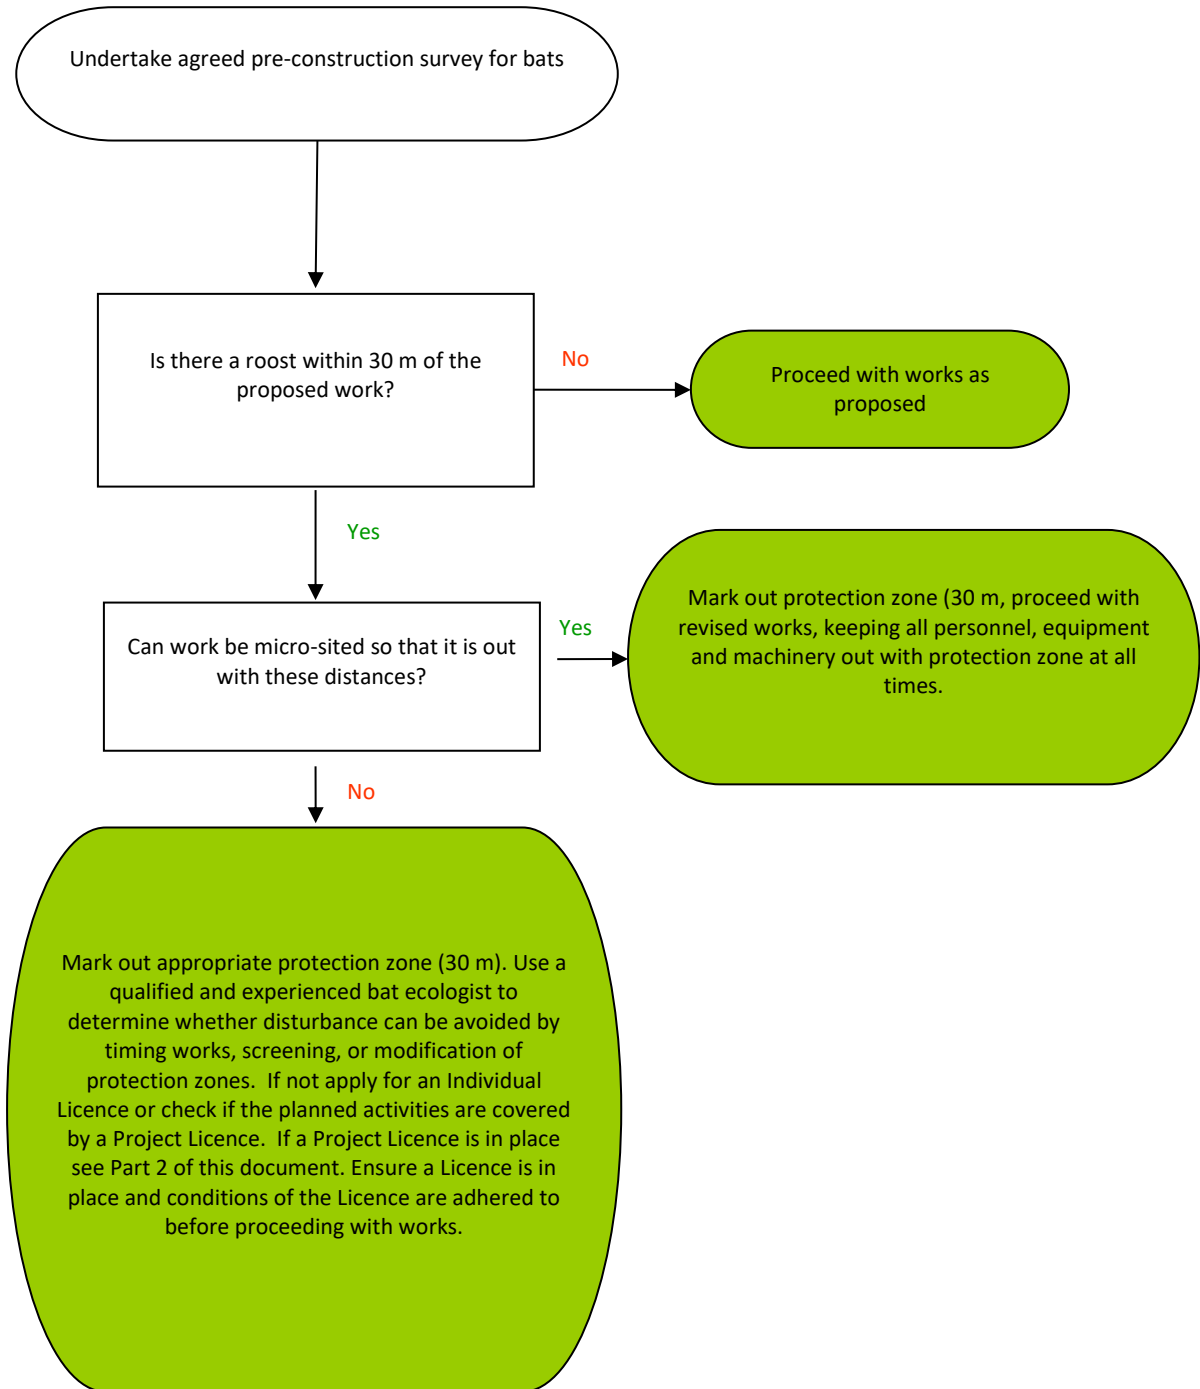 Undertake agreed pre-construction survey for bats
Is there a roost within 30 m of the
proposed work?
No
Proceed with works as
proposed
Yes
Can work be micro-sited so that it is out
with these distances?
Yes
Mark out protection zone (30 m, proceed with
revised works, keeping all personnel, equipment
and machinery out with protection zone at all
times.
No
Mark out appropriate protection zone (30 m). Use a
qualified and experienced bat ecologist to
determine whether disturbance can be avoided by
timing works, screening, or modification of
protection zones.  If not apply for an Individual
Licence or check if the planned activities are covered
by a Project Licence.  If a Project Licence is in place
see Part 2 of this document. Ensure a Licence is in
place and conditions of the Licence are adhered to
before proceeding with works.